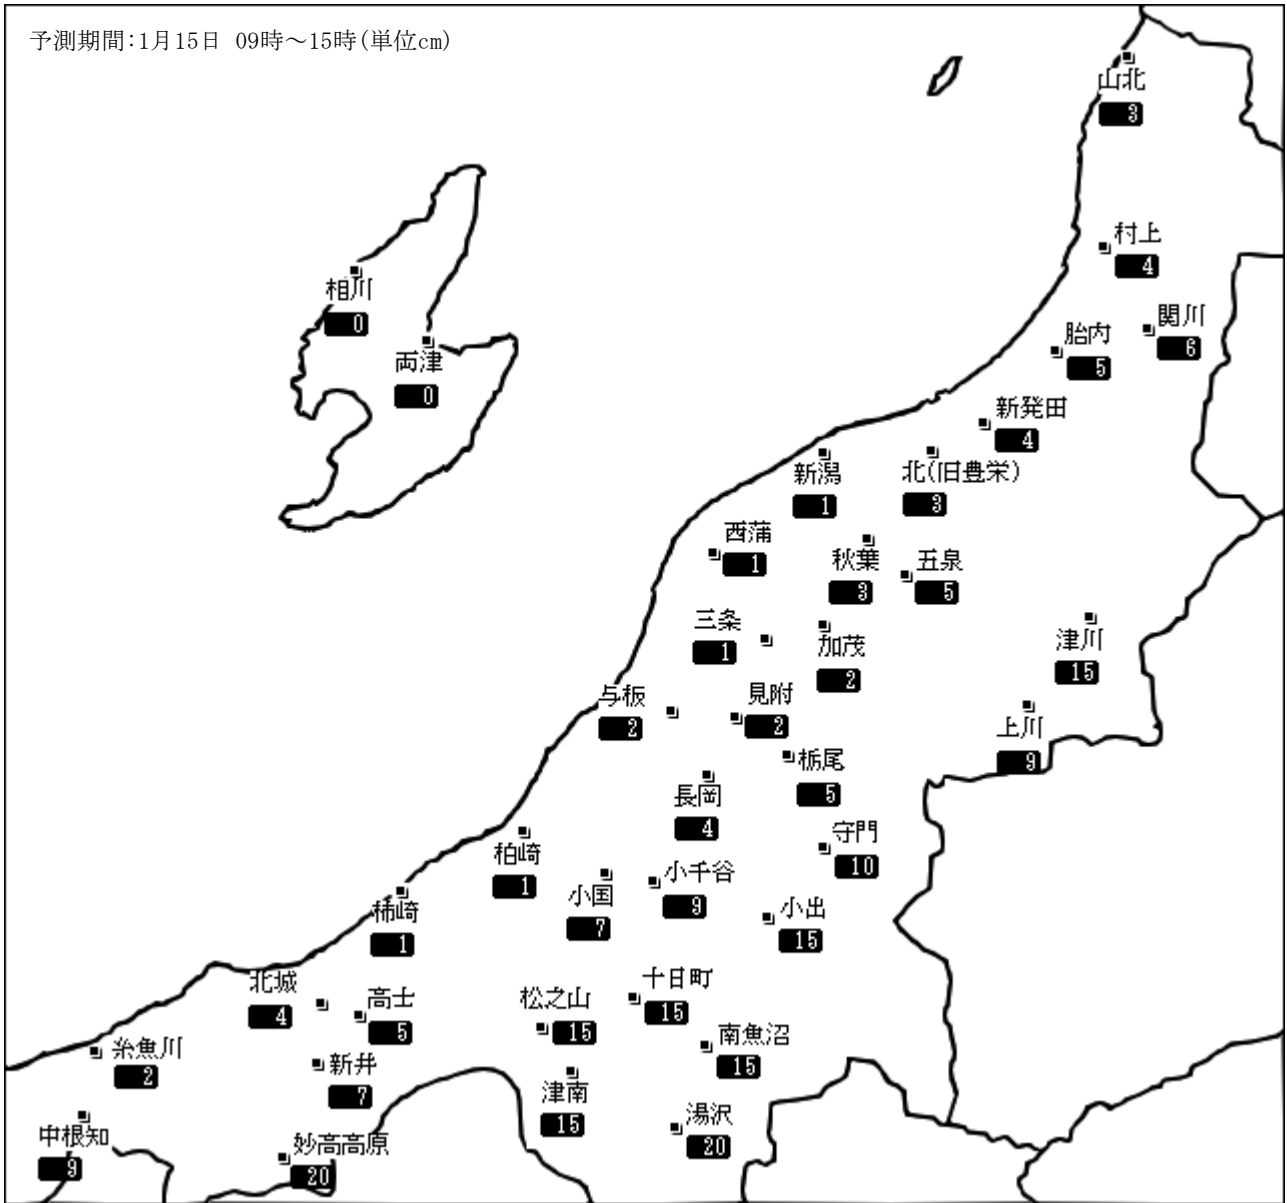 予測期間:1月15日 09時～15時(単位cm)
山北
3
村上
4
相川
0
関川
6
胎内
5
両津
0
新発田
4
新潟
1
北(旧豊栄)
3
西蒲
1
秋葉
3
五泉
5
三条
1
加茂
2
津川
15
与板
2
見附
2
上川
9
栃尾
5
長岡
4
守門
10
柏崎
1
小国
7
小千谷
9
小出
15
柿崎
1
北城
4
高士
5
松之山
15
十日町
15
南魚沼
15
糸魚川
2
新井
7
津南
15
湯沢
20
中根知
9
妙高高原
20